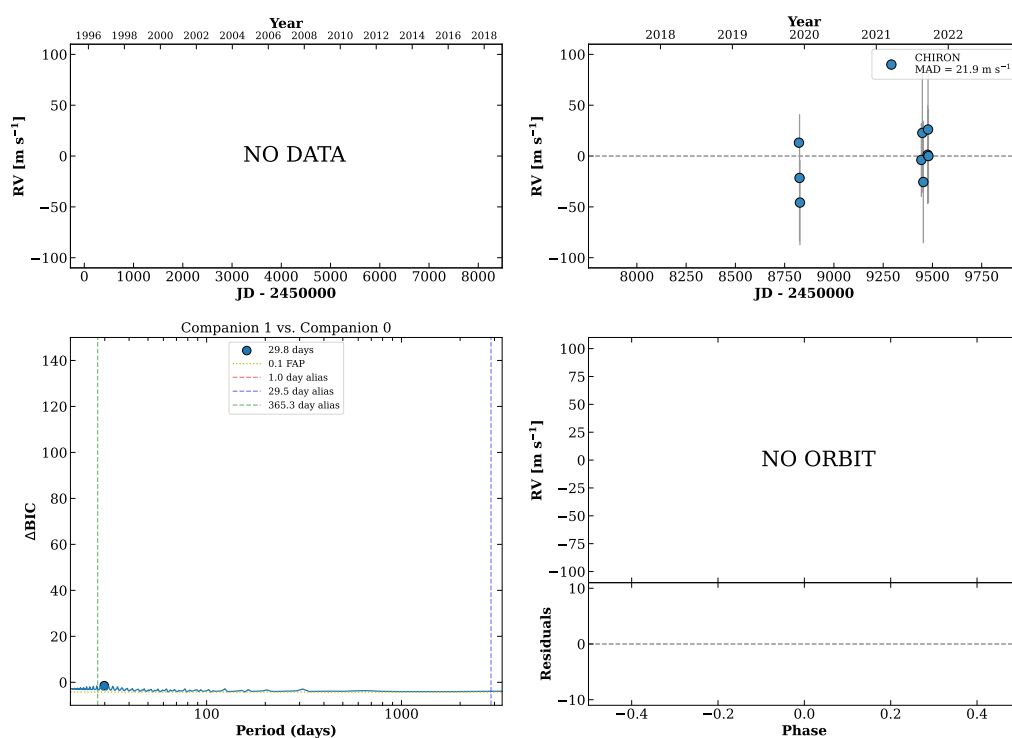 Year
1996 1998 2000 2002 2004 2006 2008 2010 2012 2014 2016 2018
100
50
0
−50
−100
RV [m s−1]
NO DATA
0 1000 2000 3000 4000 5000 6000 7000 8000
JD - 2450000
Year
2018 2019 2020 2021 2022
CHIRON
MAD = 21.9 m s−1
100
50
0
−50
−100
RV [m s−1]
8000 8250 8500 8750 9000 9250 9500 9750
JD - 2450000
Companion 1 vs. Companion 0
29.8 days
0.1 FAP
1.0 day alias
29.5 day alias
365.3 day alias
140
120
100
80
60
40
20
0
ΔBIC
100 1000
Period (days)
100
75
50
25
0
−25
−50
−75
−100
RV [m s−1]
NO ORBIT
10
0
−10
Residuals
−0.4 −0.2 0.0 0.2 0.4
Phase